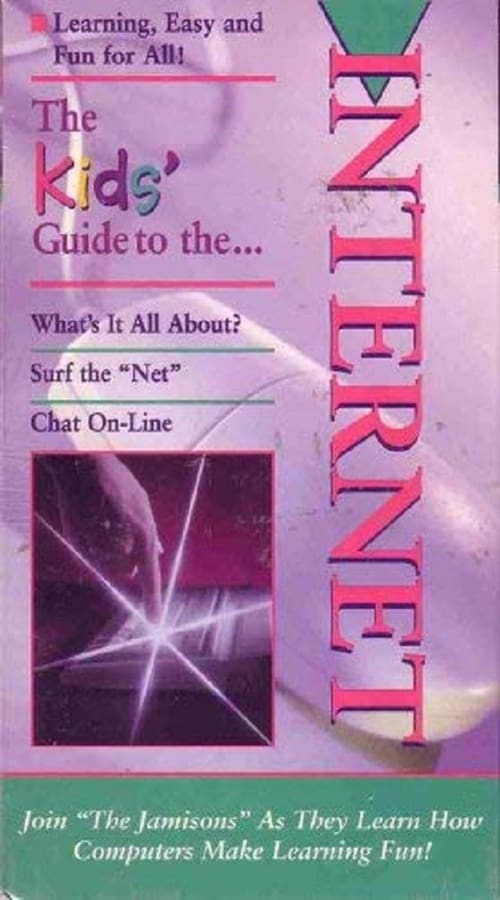 Learning, Easy and
Fun for All!
The
Kids'
Guide to the...
INTERNET
What's It All About?
Surf the "Net"
Chat On-Line
Join "The Jamisons" As They Learn How
Computers Make Learning Fun!